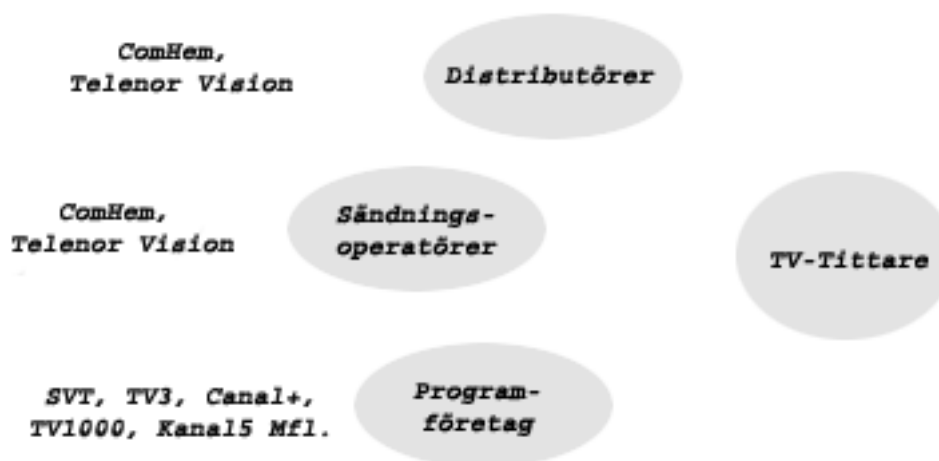 ComHem,
Telenor Vision
Distributörer
ComHem,
Telenor Vision
Sändnings-
operatörer
TV-Tittare
SVT, TV3, Canal+,
TV1000, Kanal5 Mfl.
Program-
företag